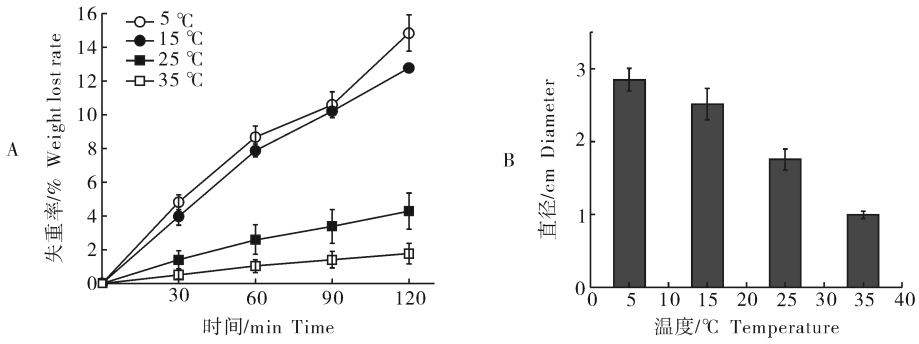 A
失重率/% Weight lost rate
16
14
12
10
8
6
4
2
0
5 ℃
15 ℃
25 ℃
35 ℃
30 60 90 120
时间/min Time
B
直径/cm Diameter
3
2
1
0
0 5 10 15 20 25 30 35 40
温度/℃ Temperature